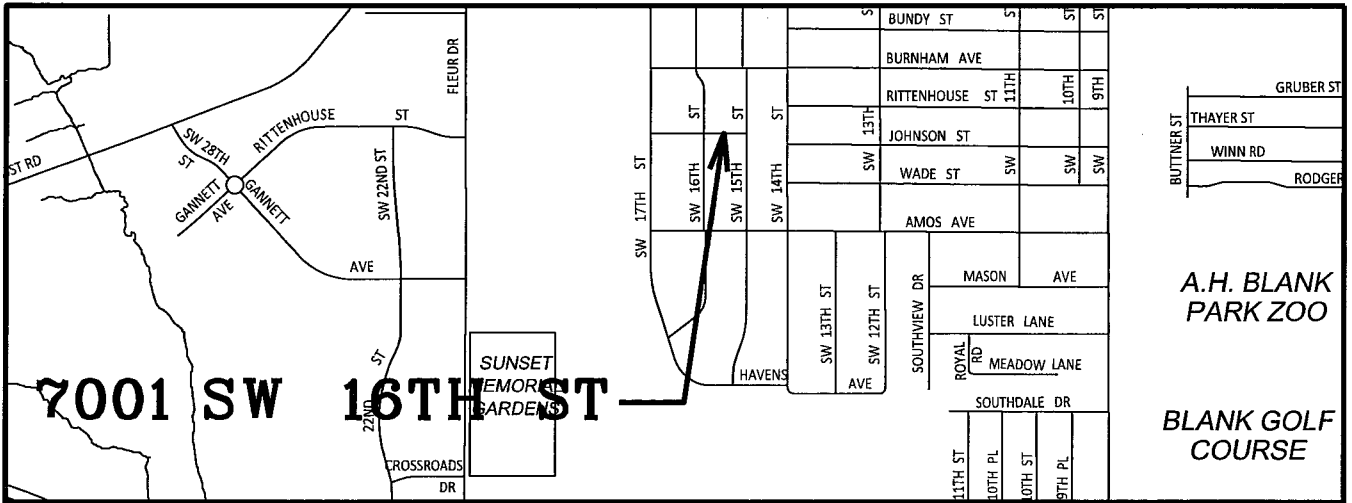 FLEUR DR
RITTENHOUSE ST
SW 28TH
ST
ST RD
GANNETT
AVE
GANNETT
AVE
SW 22ND ST
22ND
ST
CROSSROADS
DR
SUNSET
MEMORIAL
GARDENS
7001 SW 16TH ST
SW 17TH ST
SW 16TH ST
SW 15TH ST
SW 14TH ST
HAVENS
AVE
BUNDY ST
BURNHAM AVE
RITTENHOUSE ST
JOHNSON ST
WADE ST
AMOS AVE
SW 13TH
SW 11TH
ST
SW 10TH
ST
SW 9TH
ST
SW 13TH ST
SW 12TH ST
SOUTHVIEW DR
MASON AVE
LUSTER LANE
ROYAL
RD
MEADOW LANE
SOUTHDALE DR
11TH ST
10TH PL
10TH ST
9TH PL
BUTTNER ST
GRUBER ST
THAYER ST
WINN RD
RODGER
A.H. BLANK
PARK ZOO
BLANK GOLF
COURSE